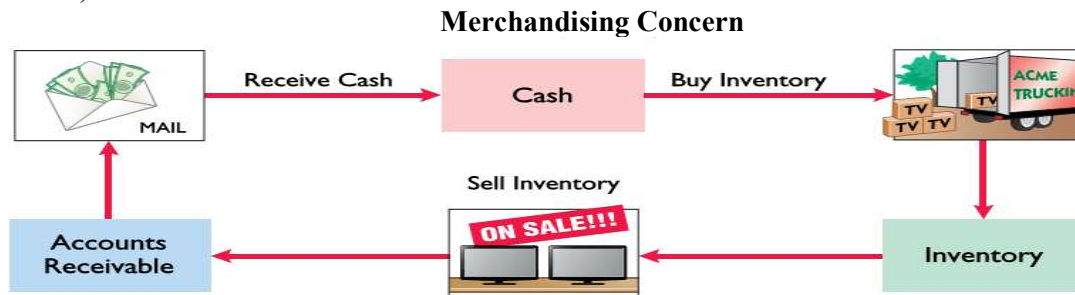 Merchandising Concern
Receive Cash
Cash
Buy Inventory
MAIL
ACME
TRUCKIN
TV
TV TV
Sell Inventory
ON SALE!!!
Accounts
Receivable
Inventory